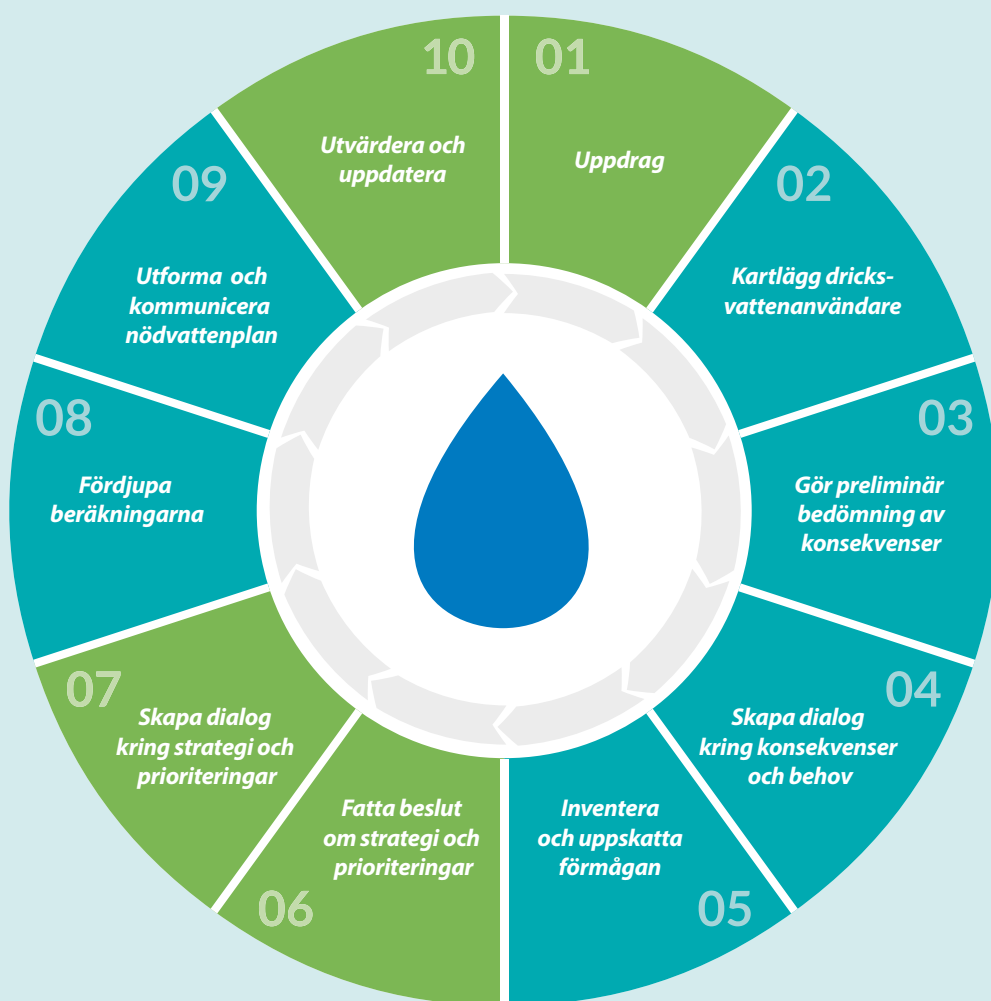 01
Uppdrag
02
Kartlägg dricks-
vattenanvändare
03
Gör preliminär
bedömning av
konsekvenser
04
Skapa dialog
kring konsekvenser
och behov
05
Inventera
och uppskatta
förmågan
06
Fatta beslut
om strategi och
prioriteringar
07
Skapa dialog
kring strategi och
prioriteringar
08
Fördjupa
beräkningarna
09
Utforma och
kommunicera
nödvattenplan
10
Utvärdera och
uppdatera